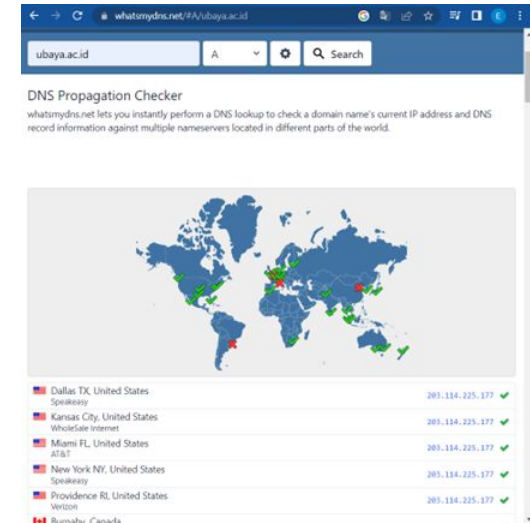 whatsmydns.net/#A/ubaya.ac.id
E
ubaya.ac.id
A
Search
DNS Propagation Checker
whatsmydns.net lets you instantly perform a DNS lookup to check a domain name's current IP address and DNS
record information against multiple nameservers located in different parts of the world.
Dallas TX, United States
Speakeasy
203.114.225.177
Kansas City, United States
WholeSale Internet
203.114.225.177
Miami FL, United States
AT&T
203.114.225.177
New York NY, United States
Speakeasy
203.114.225.177
Providence RI, United States
Verizon
203.114.225.177
Burnaby, Canada